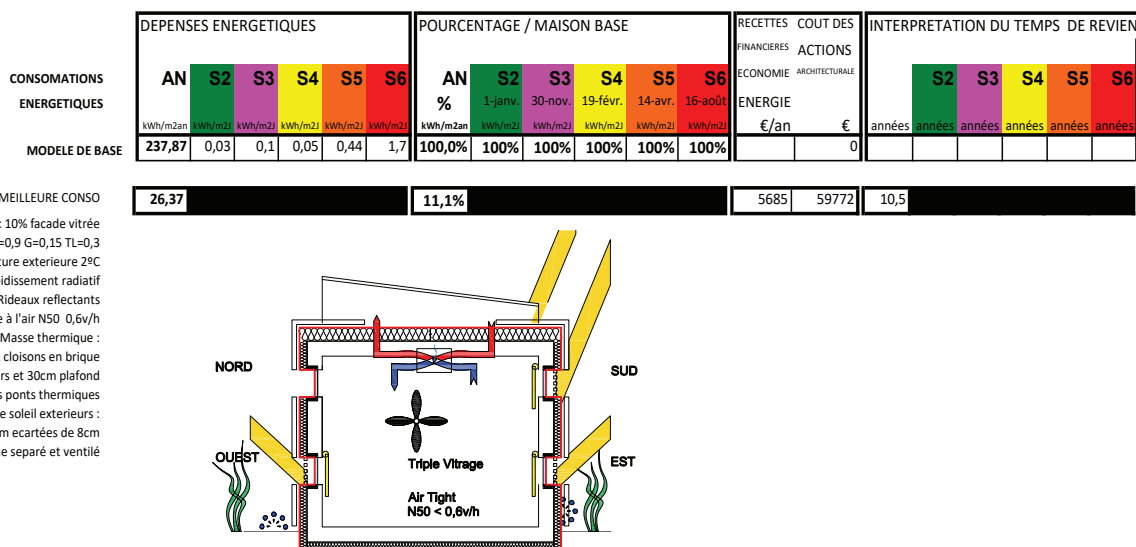 DEPENSES ENERGETIQUES POURCENTAGE / MAISON BASE RECETTES COUT DES INTERPRETATION DU TEMPS DE REVIEN
FINANCIERES ACTIONS
CONSOMATIONS AN S2 S3 S4 S5 S6 AN S2 S3 S4 S5 S6 ECONOMIE ARCHITECTURALE S2 S3 S4 S5 S6
ENERGETIQUES % 1-janv. 30-nov. 19-févr. 14-avr. 16-août ENERGIE
kWh/m2an kWh/m2J kWh/m2J kWh/m2J kWh/m2J kWh/m2J kWh/m2an kWh/m2J kWh/m2J kWh/m2J kWh/m2J kWh/m2J €/an € années années années années années années
MODELE DE BASE 237,87 0,03 0,1 0,05 0,44 1,7 100,0% 100% 100% 100% 100% 100% 0
MEILLEURE CONSO 26,37 11,1% 5685 59772 10,5
: 10% facade vitrée
=0,9 G=0,15 TL=0,3
ture exterieure 2ºC
idissement radiatif
Rideaux reflectants
e à l'air N50 0,6v/h
Masse thermique :
cloisons en brique
rs et 30cm plafond
s ponts thermiques
e soleil exterieurs :
m ecartées de 8cm
e separé et ventilé
NORD
SUD
OUEST
EST
Triple Vitrage
Air Tight
N50 < 0,6v/h